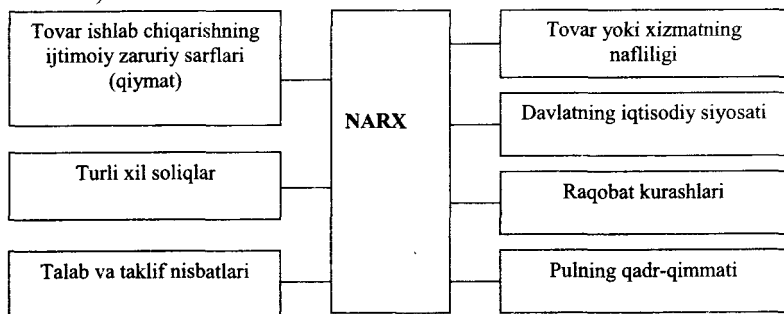 Tovar ishlab chiqarishning
ijtimoiy zaruriy sarflari
(qiymat)
Turli xil soliqlar
Talab va taklif nisbatlari
NARX
Tovar yoki xizmatning
nafliligi
Davlatning iqtisodiy siyosati
Raqobat kurashlari
Pulning qadr-qimmati